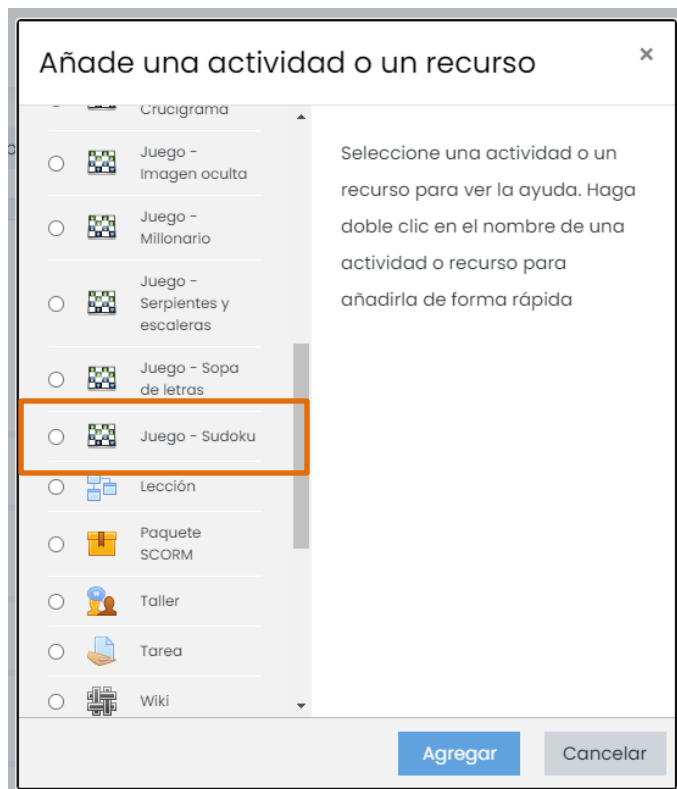 Añade una actividad o un recurso
×
Crucigrama
Juego -
Imagen oculta
Juego -
Millonario
Juego -
Serpientes y
escaleras
Juego - Sopa
de letras
Juego - Sudoku
Lección
Paquete
SCORM
Taller
Tarea
Wiki
Seleccione una actividad o un
recurso para ver la ayuda. Haga
doble clic en el nombre de una
actividad o recurso para
añadirla de forma rápida
Agregar
Cancelar